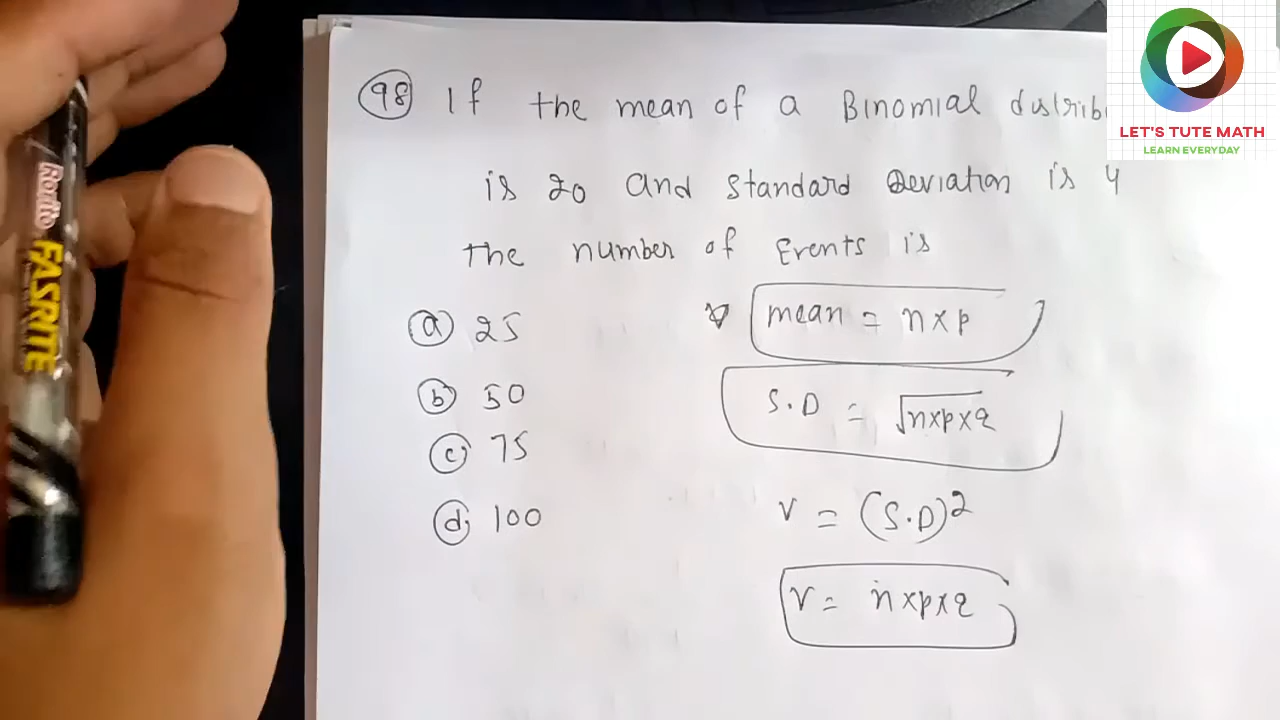 98 If the mean of a Binomial distrib
is 20 and standard Deviation is 4
The number of Events is
a) 25
mean = n×p
b) 50
S.D = √n×p×q
c) 75
V = (S.D)2
d) 100
V = n×p×q
LET'S TUTE MATH
LEARN EVERYDAY
Rorito
FASRITE